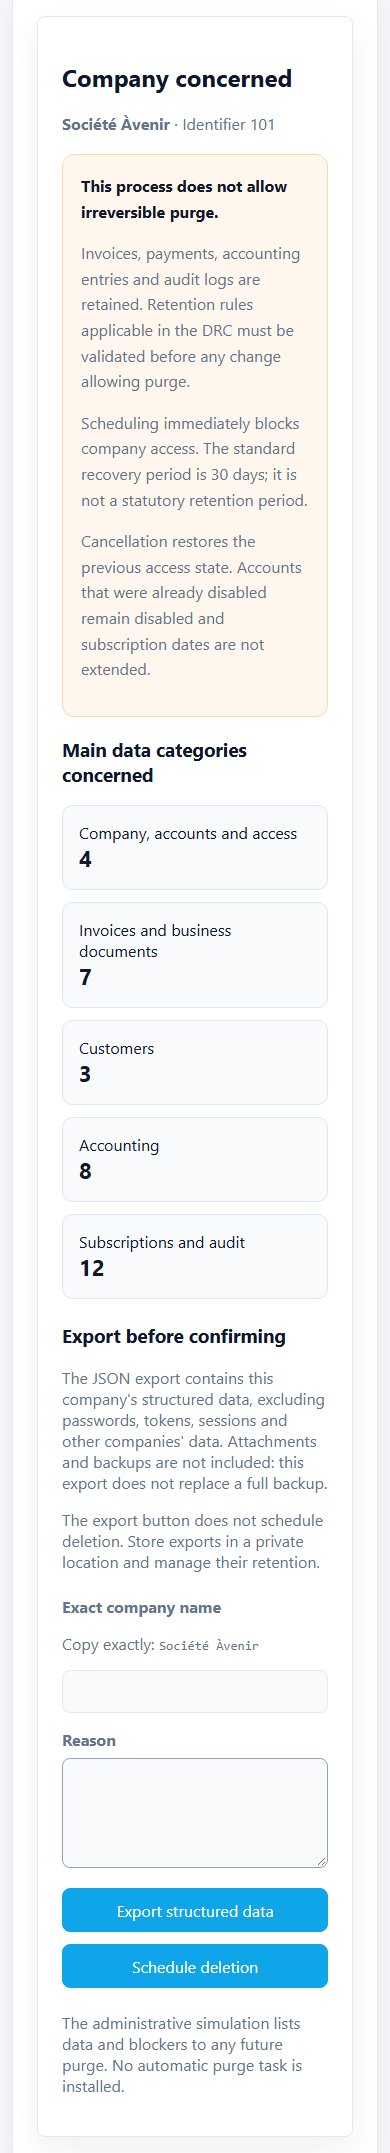 Company concerned
Société Àvenir · Identifier 101
This process does not allow
irreversible purge.
Invoices, payments, accounting
entries and audit logs are
retained. Retention rules
applicable in the DRC must be
validated before any change
allowing purge.
Scheduling immediately blocks
company access. The standard
recovery period is 30 days; it is
not a statutory retention period.
Cancellation restores the
previous access state. Accounts
that were already disabled
remain disabled and
subscription dates are not
extended.
Main data categories
concerned
Company, accounts and access
4
Invoices and business
documents
7
Customers
3
Accounting
8
Subscriptions and audit
12
Export before confirming
The JSON export contains this
company's structured data, excluding
passwords, tokens, sessions and
other companies' data. Attachments
and backups are not included: this
export does not replace a full backup.
The export button does not schedule
deletion. Store exports in a private
location and manage their retention.
Exact company name
Copy exactly: Société Àvenir
Reason
Export structured data
Schedule deletion
The administrative simulation lists
data and blockers to any future
purge. No automatic purge task is
installed.